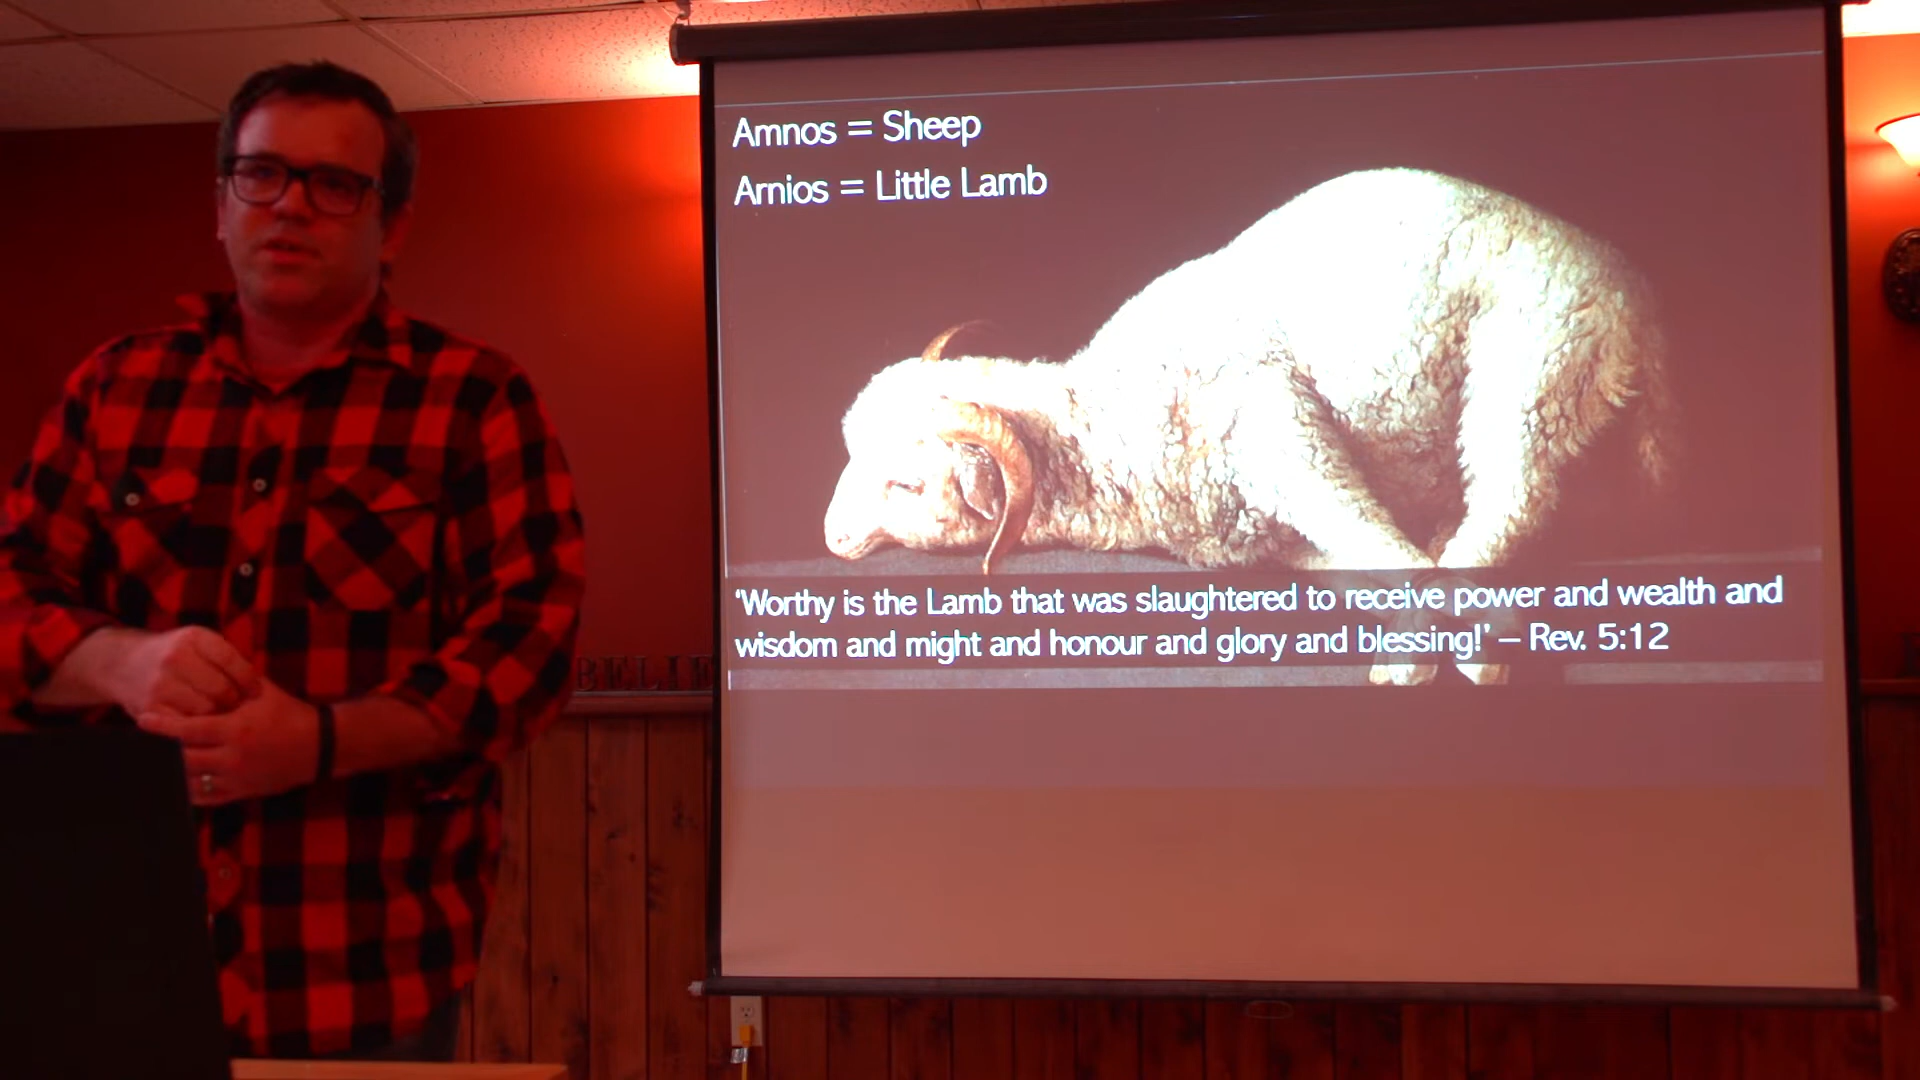 Amnos = Sheep
Arnios = Little Lamb
‘Worthy is the Lamb that was slaughtered to receive power and wealth and
wisdom and might and honour and glory and blessing!’ – Rev. 5:12
BELIE